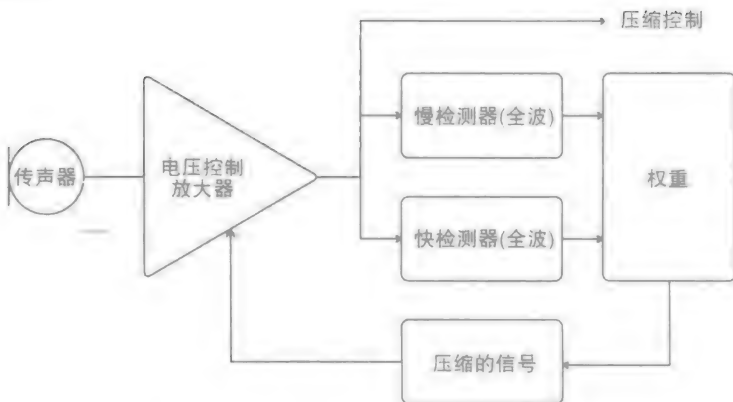 压缩控制
慢检测器(全波)
传声器
电压控制
放大器
权重
快检测器(全波)
压缩的信号